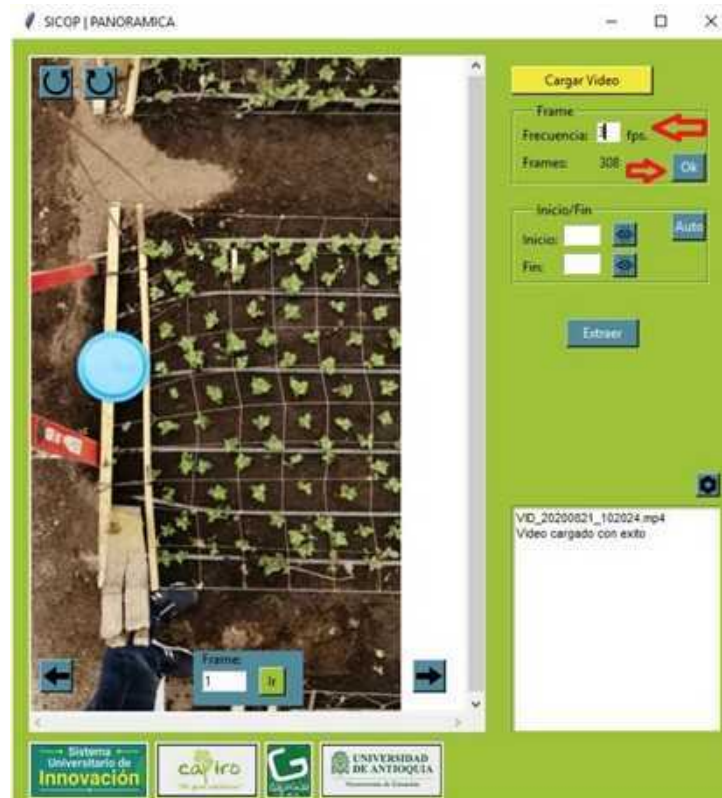 SICOP | PANORAMICA
Cargar Video
Frame
Frecuencia: fps.
Frames: 308
Ok
Inicio/Fin
Inicio:
Auto
Fin:
Extraer
VID_20200821_102024.mp4
Video cargado con exito
Frame:
1
Ir
Sistema
Universitario de
Innovación
capiro
UNIVERSIDAD
DE ANTIOQUIA